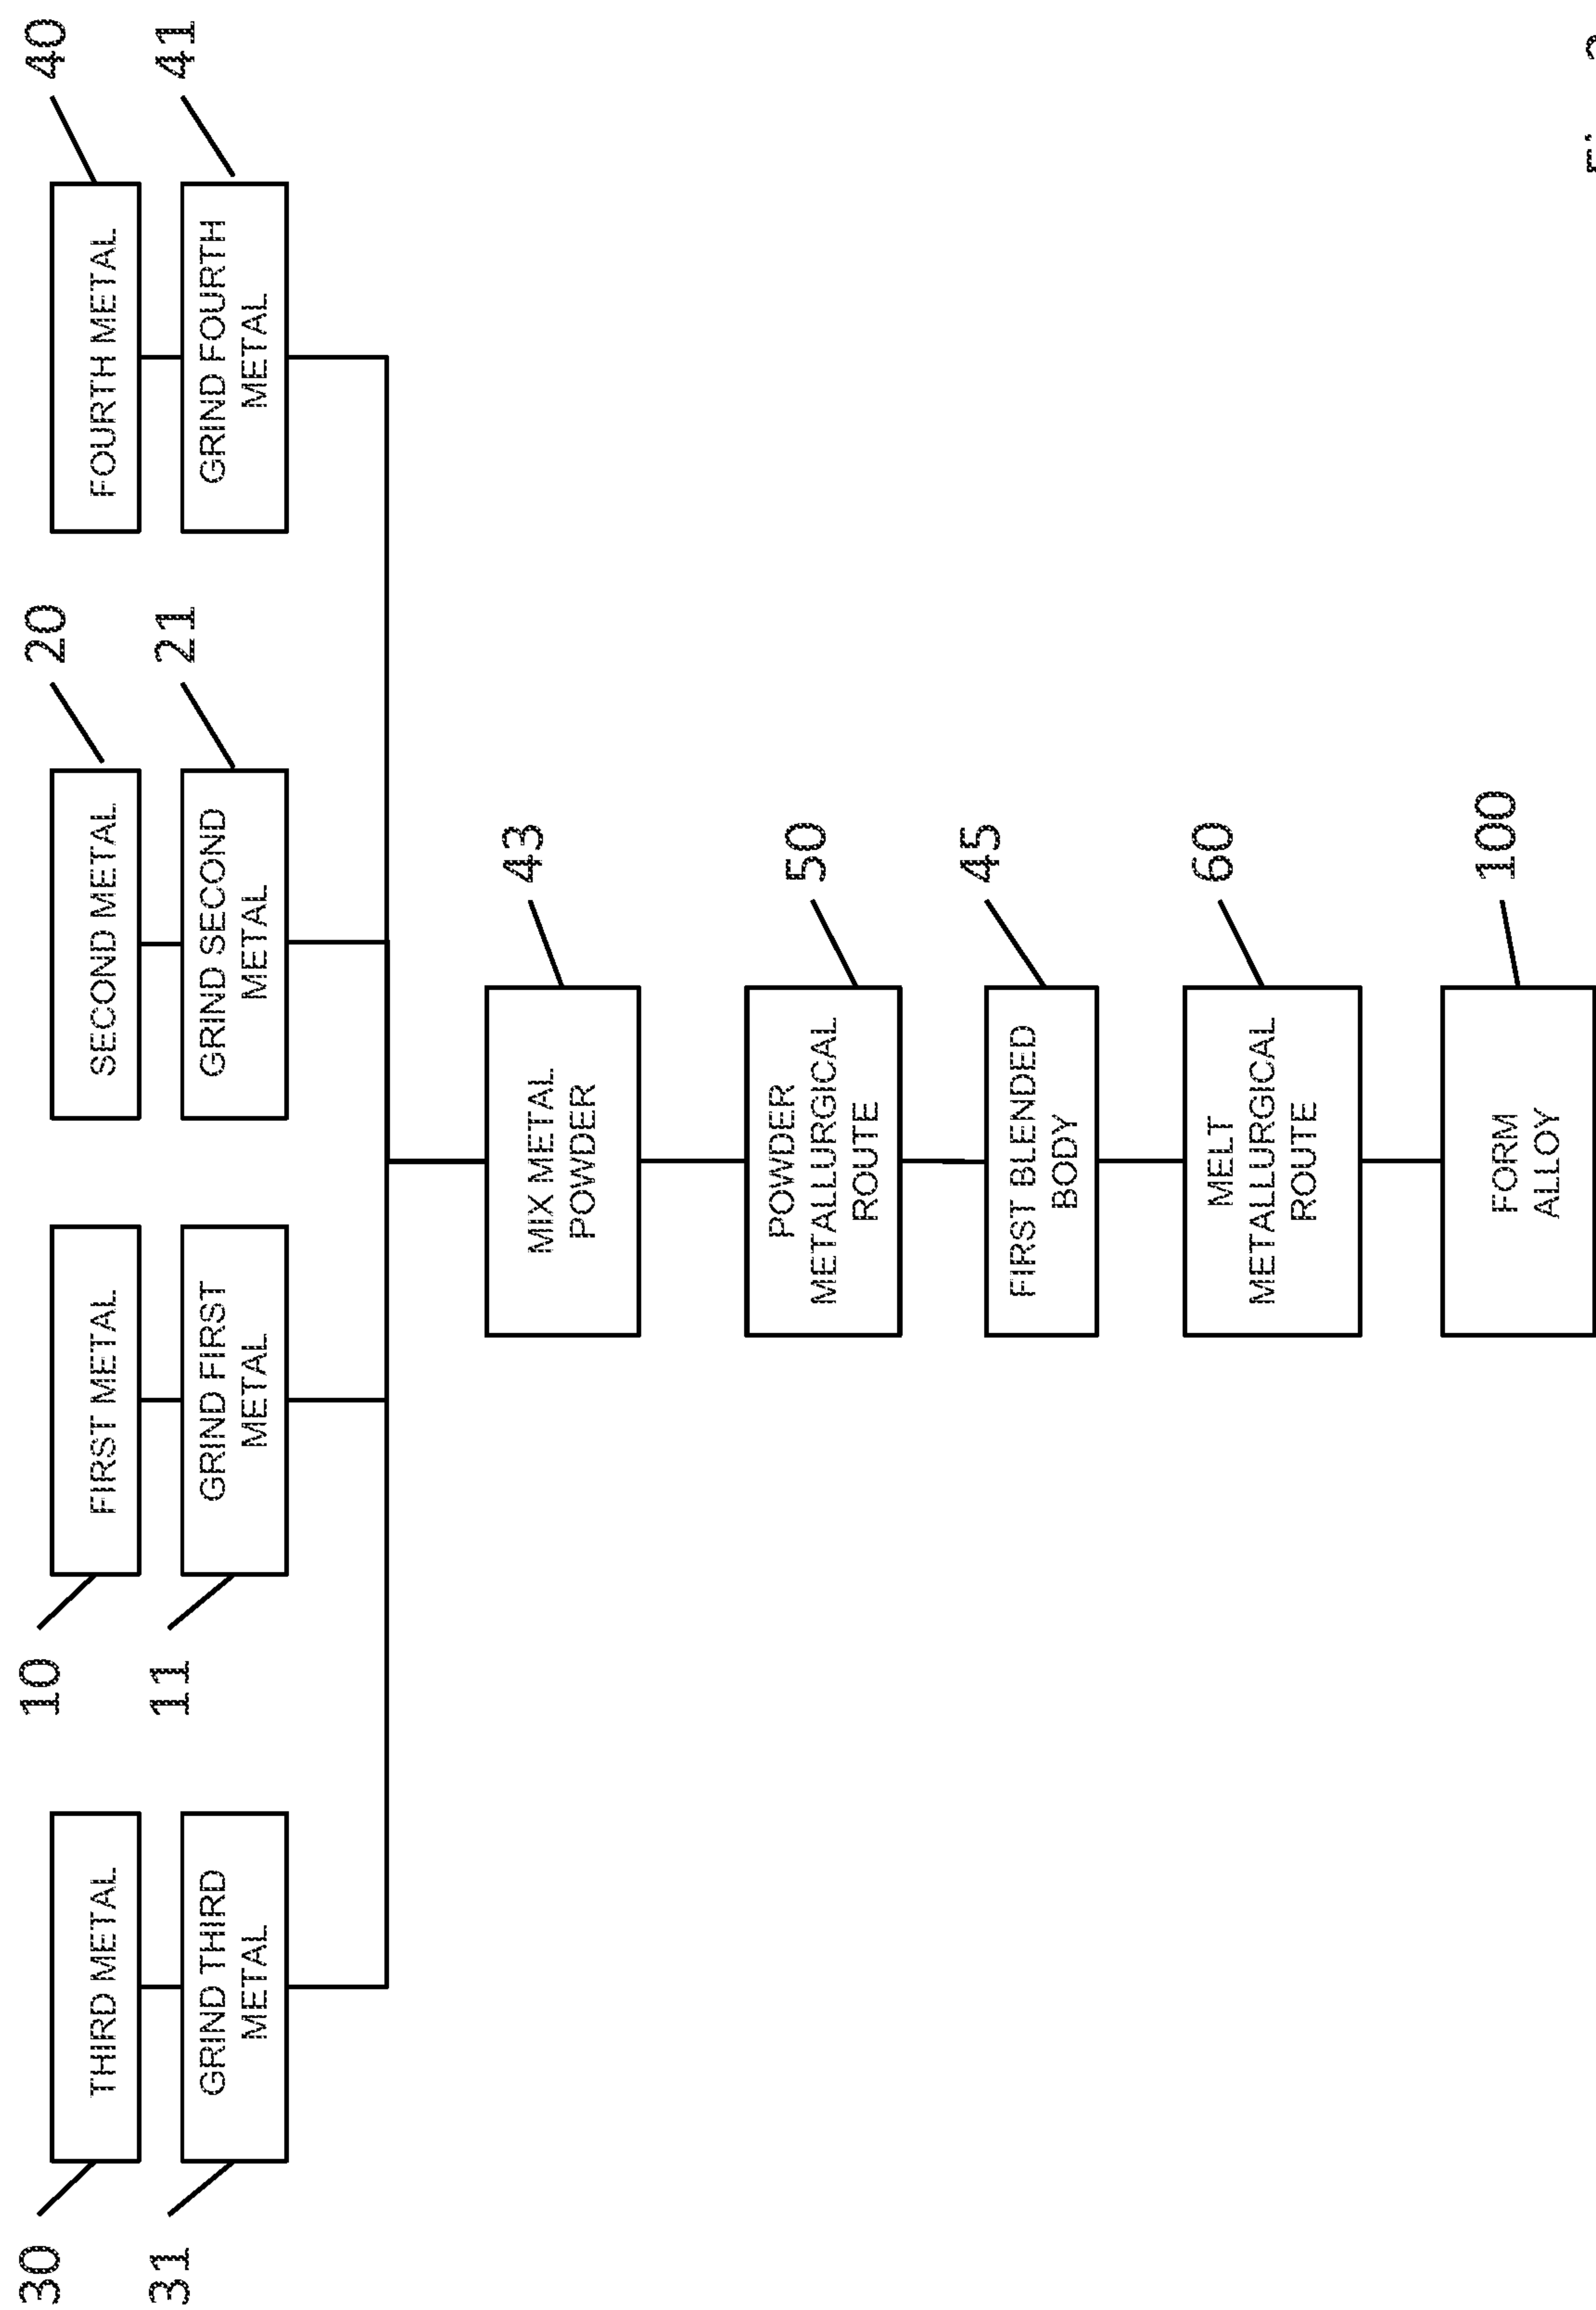 30
THIRD METAL
10
FIRST METAL
SECOND METAL
20
FOURTH METAL
40
31
GRIND THIRD
METAL
11
GRIND FIRST
METAL
GRIND SECOND
METAL
21
GRIND FOURTH
METAL
41
MIX METAL
POWDER
43
POWDER
METALLURGICAL
ROUTE
50
FIRST BLENDED
BODY
45
MELT
METALLURGICAL
ROUTE
60
FORM
ALLOY
100